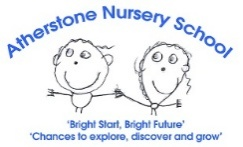 Atherstone Nursery School
'Bright Start, Bright Future'
'Chances to explore, discover and grow'